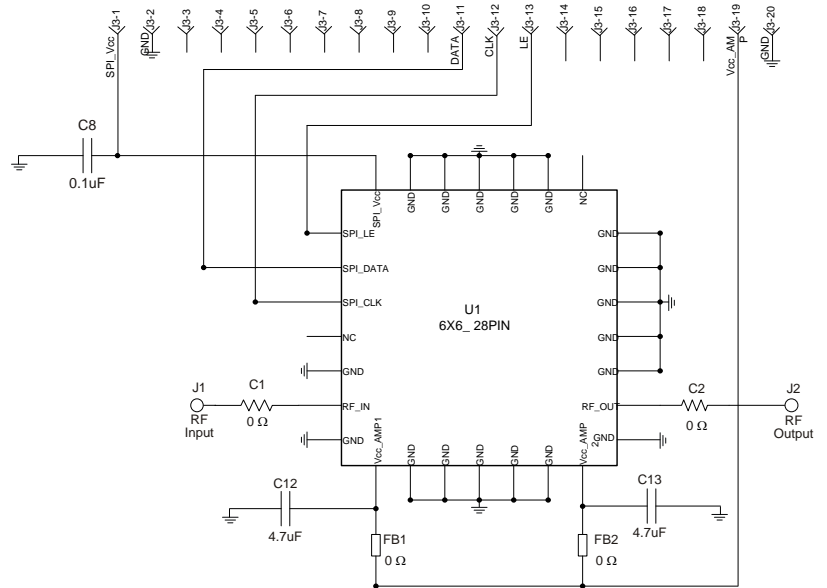 J3-1
J3-2
J3-3
J3-4
J3-5
J3-6
J3-7
J3-8
J3-9
J3-10
J3-11
J3-12
J3-13
J3-14
J3-15
J3-16
J3-17
J3-18
J3-19
J3-20
SPI_Vcc
GND
DATA
CLK
LE
Vcc_AM
P
GND
C8
0.1uF
SPI_Vcc
GND
GND
GND
GND
GND
NC
SPI_LE
SPI_DATA
SPI_CLK
NC
GND
RF_IN
GND
U1
6X6_ 28PIN
GND
GND
GND
GND
GND
RF_OUT
GND
J1
RF
Input
C1
0 Ω
C2
0 Ω
J2
RF
Output
Vcc_AMP1
GND
GND
GND
GND
GND
Vcc_AMP
2
C12
4.7uF
C13
4.7uF
FB1
0 Ω
FB2
0 Ω